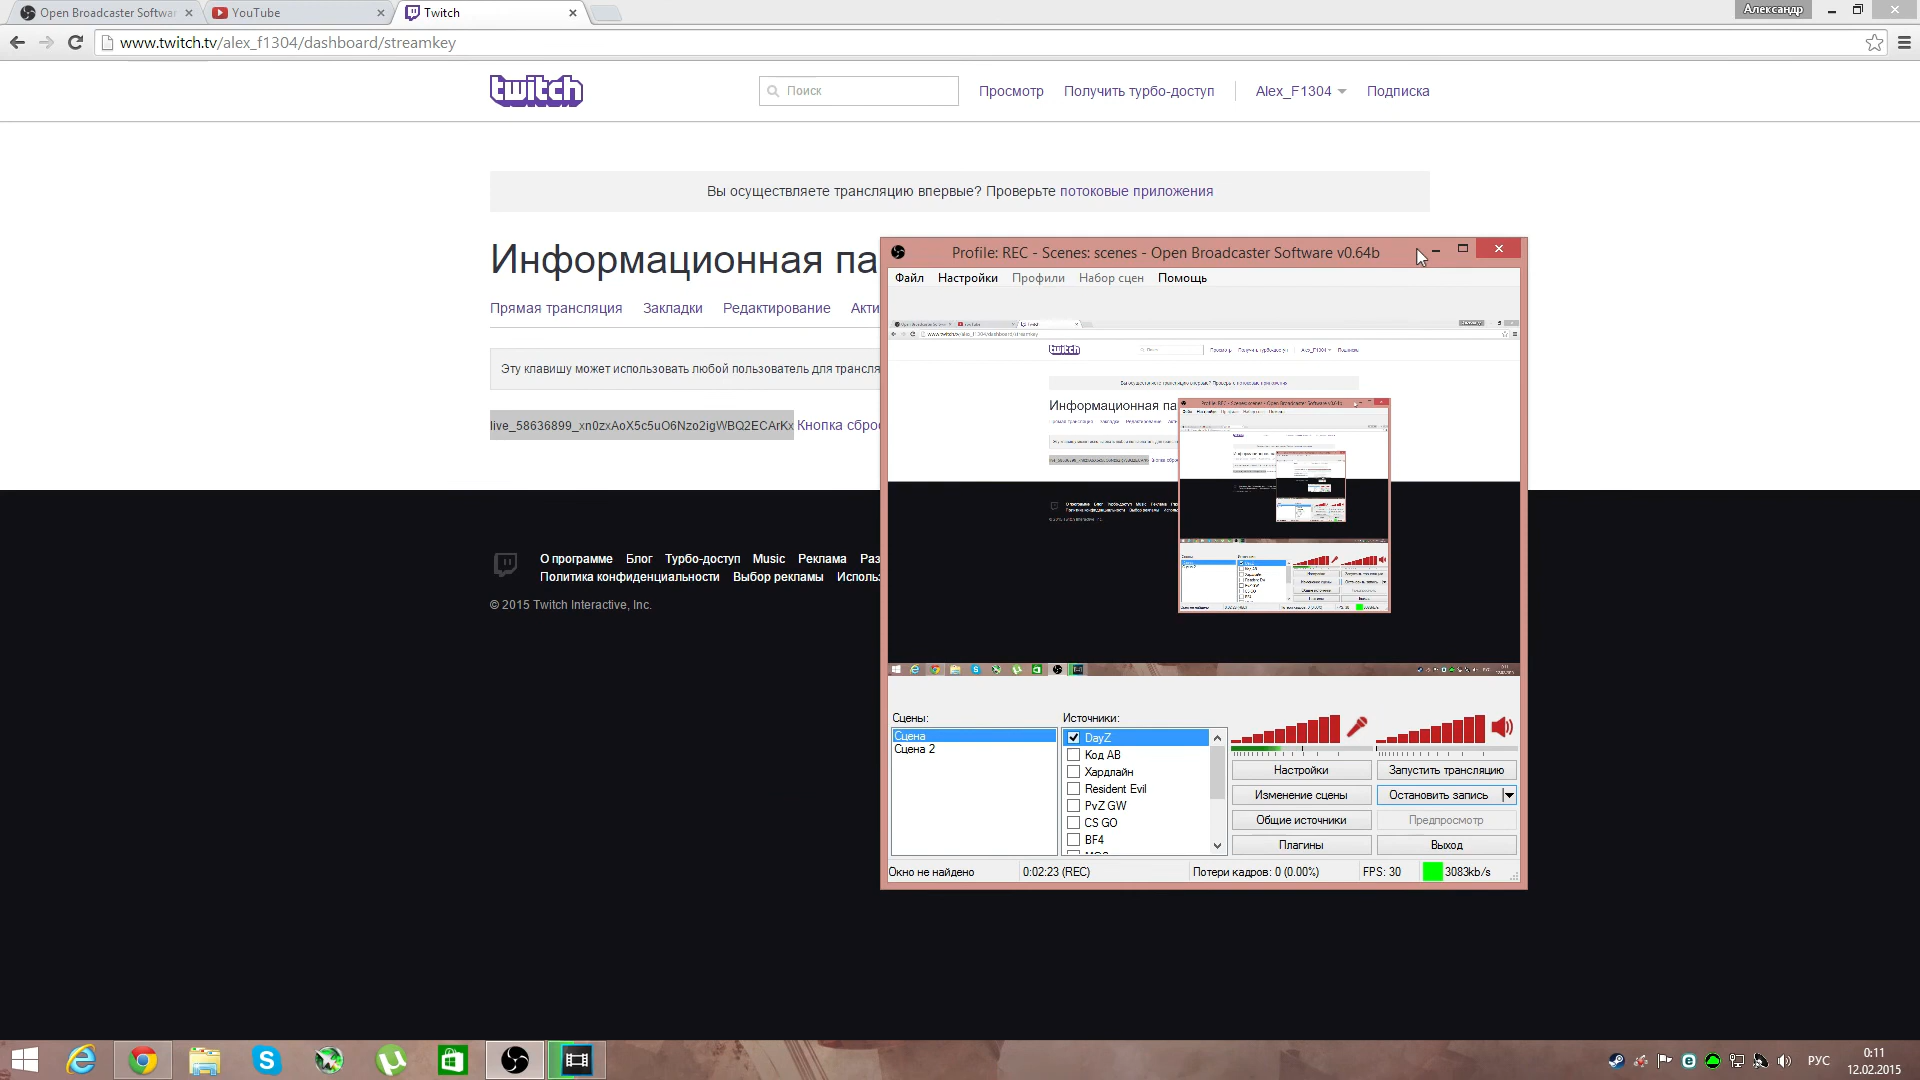 Open Broadcaster Softwar
YouTube
Twitch
Александр
www.twitch.tv/alex_f1304/dashboard/streamkey
twitch
Поиск
Просмотр
Получить турбо-доступ
Alex_F1304
Подписка
Вы осуществляете трансляцию впервые? Проверьте потоковые приложения
Информационная па
Прямая трансляция
Закладки
Редактирование
Акти
Эту клавишу может использовать любой пользователь для трансля
live_58636899_xn0zxAoX5c5uO6Nzo2igWBQ2ECArKx Кнопка сбро
О программе Блог Турбо-доступ Music Реклама Раз
Политика конфиденциальности Выбор рекламы Исполь
© 2015 Twitch Interactive, Inc.
Profile: REC - Scenes: scenes - Open Broadcaster Software v0.64b
Файл Настройки Профили Набор сцен Помощь
twitch
Информационная па
Сцены:
Сцена
Сцена 2
Источники:
DayZ
Код АВ
Хардлайн
Resident Evil
PvZ GW
CS GO
BF4
Настройки
Запустить трансляцию
Изменение сцены
Остановить запись
Общие источники
Предпросмотр
Плагины
Выход
Окно не найдено
0:02:23 (REC)
Потери кадров: 0 (0.00%)
FPS: 30
3083kb/s
РУС
0:11
12.02.2015